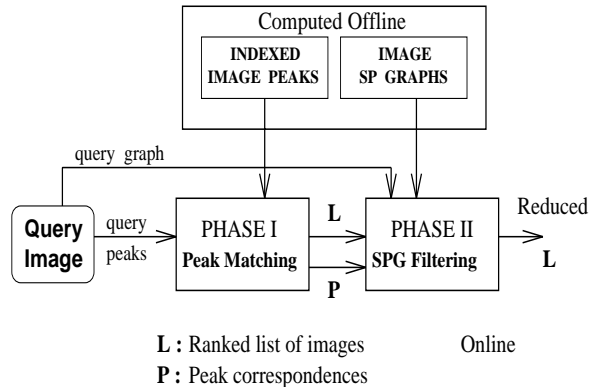 Computed Offline
INDEXED
IMAGE PEAKS
IMAGE
SP GRAPHS
query graph
Query
Image
query
peaks
PHASE I
Peak Matching
L
P
PHASE II
SPG Filtering
Reduced
L
L : Ranked list of images
Online
P : Peak correspondences